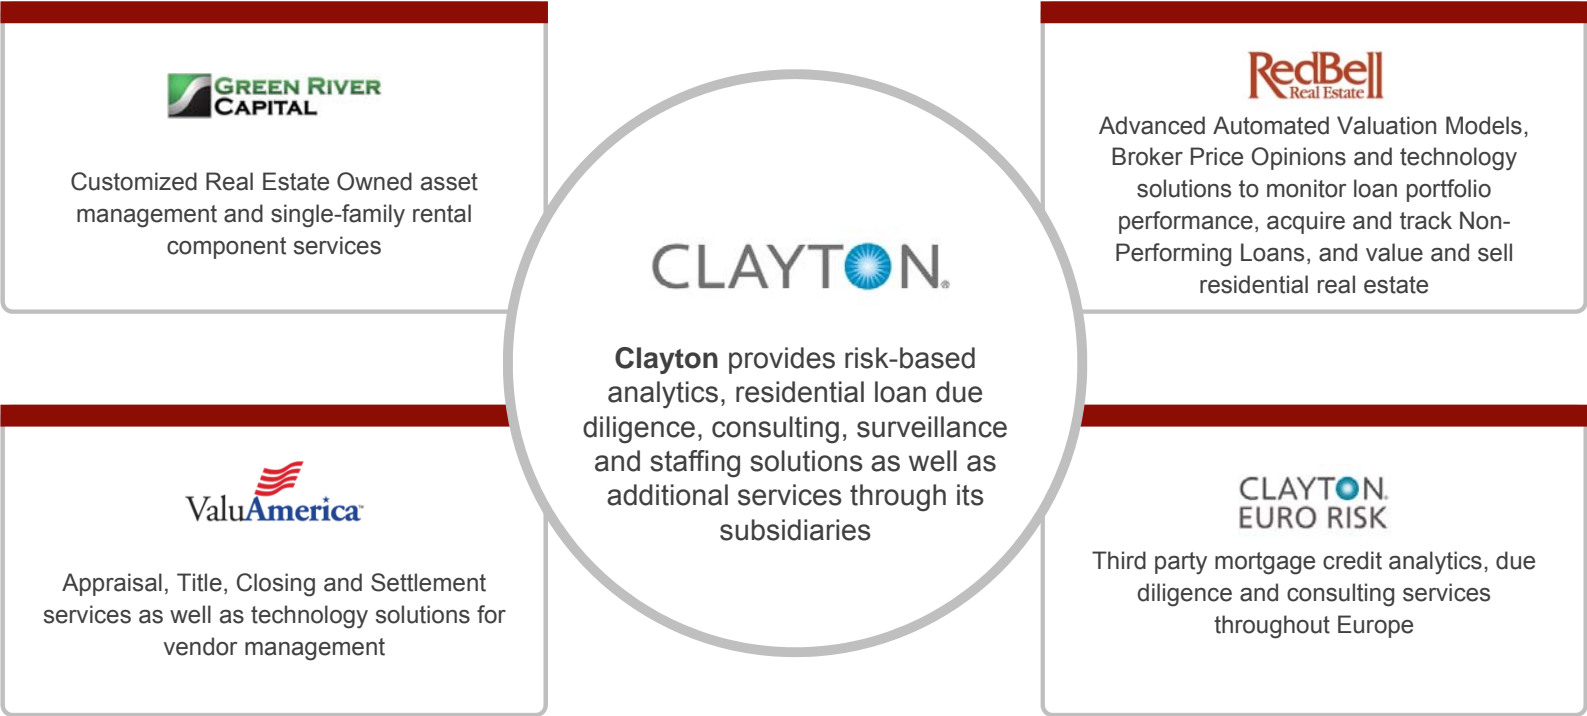 GREEN RIVER
CAPITAL
Customized Real Estate Owned asset
management and single-family rental
component services
RedBell
Real Estate
Advanced Automated Valuation Models,
Broker Price Opinions and technology
solutions to monitor loan portfolio
performance, acquire and track Non-
Performing Loans, and value and sell
residential real estate
CLAYTON®
Clayton provides risk-based
analytics, residential loan due
diligence, consulting, surveillance
and staffing solutions as well as
additional services through its
subsidiaries
ValuAmerica™
Appraisal, Title, Closing and Settlement
services as well as technology solutions for
vendor management
CLAYTON
EURO RISK
Third party mortgage credit analytics, due
diligence and consulting services
throughout Europe